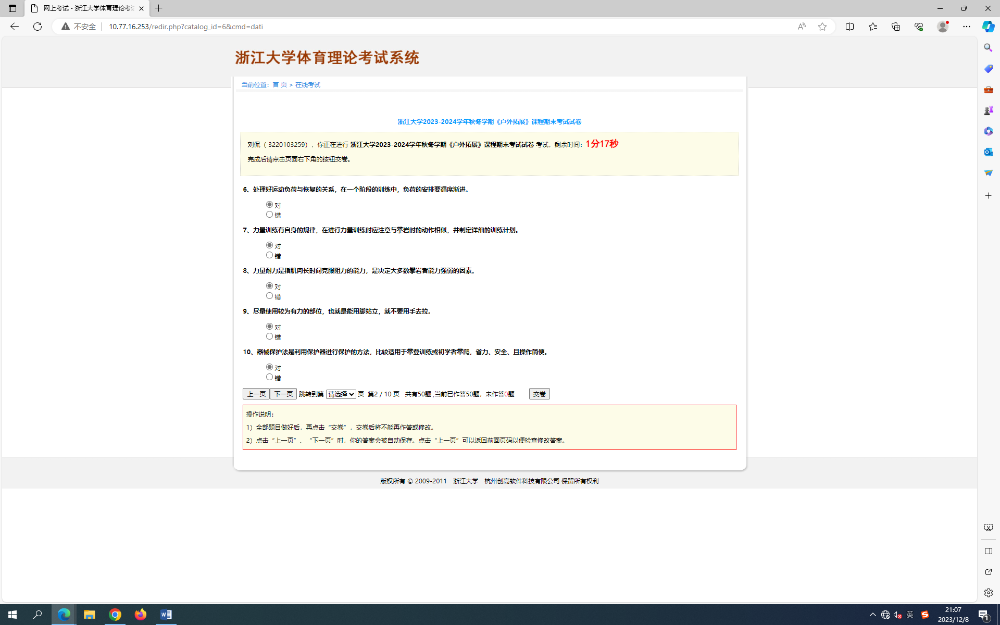 网上考试 - 浙江大学体育理论考试
不安全
10.77.16.253/redir.php?catalog_id=6&cmd=dati
浙江大学体育理论考试系统
当前位置：首 页 > 在线考试
浙江大学2023-2024学年秋冬学期《户外拓展》课程期末考试试卷
刘侃（ 3220103259），你正在进行 浙江大学2023-2024学年秋冬学期《户外拓展》课程期末考试试卷 考试，剩余时间：1分17秒
完成后请点击页面右下角的按钮交卷。
6、处理好运动负荷与恢复的关系，在一个阶段的训练中，负荷的安排要循序渐进。
对
错
7、力量训练有自身的规律，在进行力量训练时应注意与攀岩时的动作相似，并制定详细的训练计划。
对
错
8、力量耐力是指肌肉长时间克服阻力的能力，是决定大多数攀岩者能力强弱的因素。
对
错
9、尽量使用较为有力的部位，也就是能用脚站立，就不要用手去拉。
对
错
10、器械保护法是利用保护器进行保护的方法，比较适用于攀登训练或初学者攀爬，省力、安全、且操作简便。
对
错
上一页 下一页 跳转到第 请选择 页 第2 / 10 页 共有50题 ,当前已作答50题，未作答0题 交卷
操作说明：
1）全部题目做好后，再点击“交卷”，交卷后将不能再作答或修改。
2）点击“上一页”、“下一页”时，你的答案会被自动保存。点击“上一页”可以返回前面页码以便检查修改答案。
版权所有 © 2009-2011 浙江大学 杭州创高软件科技有限公司 保留所有权利
英
21:07
2023/12/8
1